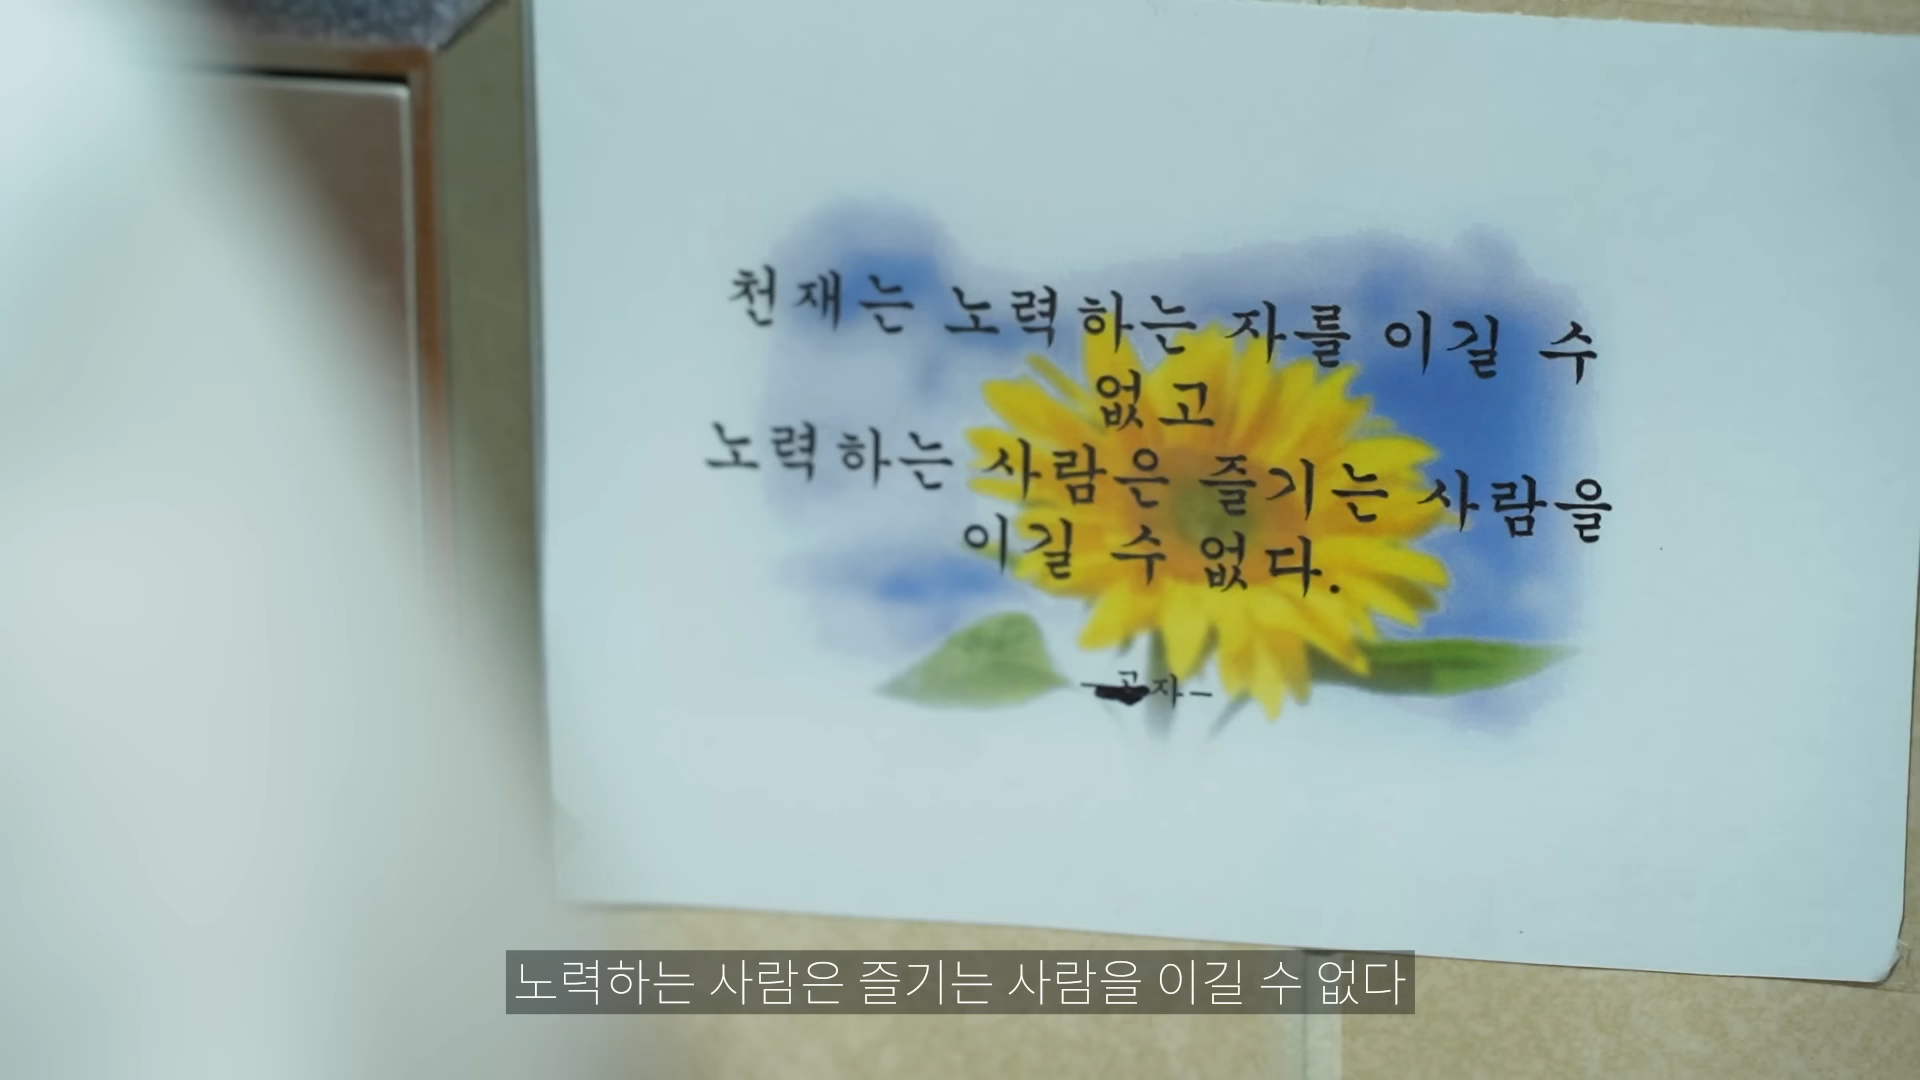 천재는 노력하는 자를 이길 수
없고
노력하는 사람은 즐기는 사람을
이길 수 없다.
노력하는 사람은 즐기는 사람을 이길 수 없다